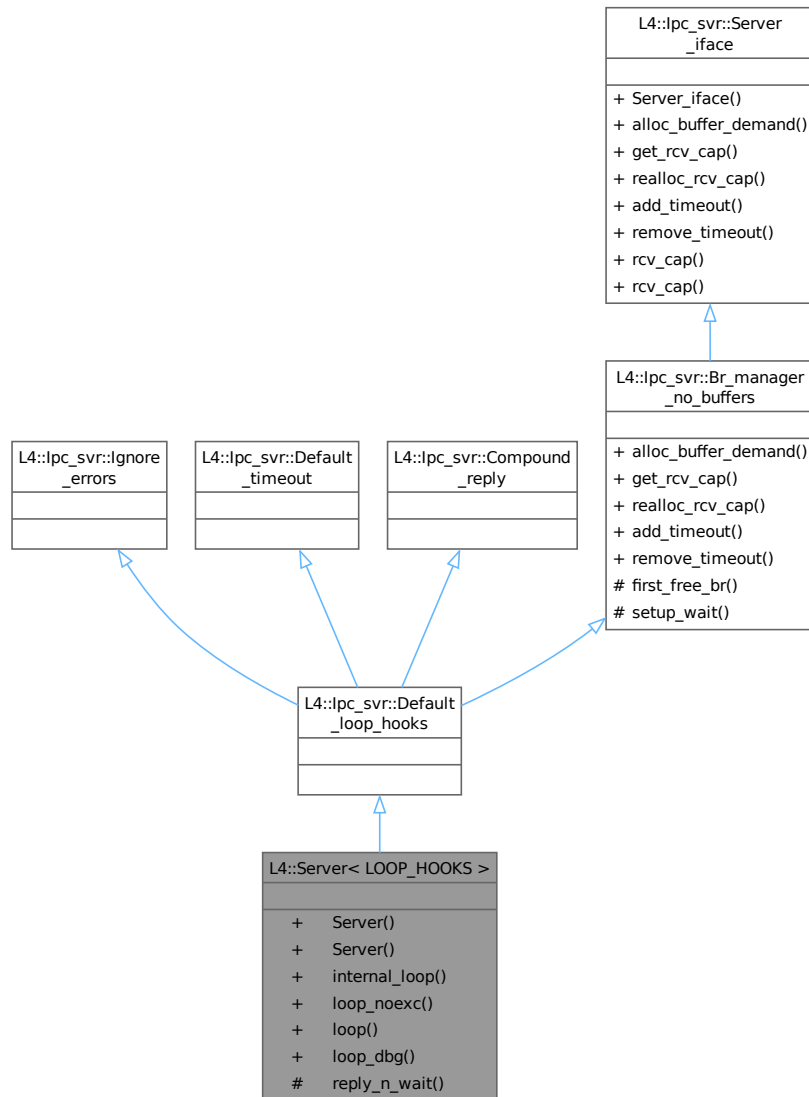 L4::Ipc_svr::Server
_iface
+ Server_iface()
+ alloc_buffer_demand()
+ get_rcv_cap()
+ realloc_rcv_cap()
+ add_timeout()
+ remove_timeout()
+ rcv_cap()
+ rcv_cap()
L4::Ipc_svr::Br_manager
_no_buffers
+ alloc_buffer_demand()
+ get_rcv_cap()
+ realloc_rcv_cap()
+ add_timeout()
+ remove_timeout()
# first_free_br()
# setup_wait()
L4::Ipc_svr::Ignore
_errors
L4::Ipc_svr::Default
_timeout
L4::Ipc_svr::Compound
_reply
L4::Ipc_svr::Default
_loop_hooks
L4::Server< LOOP_HOOKS >
+ Server()
+ Server()
+ internal_loop()
+ loop_noexc()
+ loop()
+ loop_dbg()
# reply_n_wait()